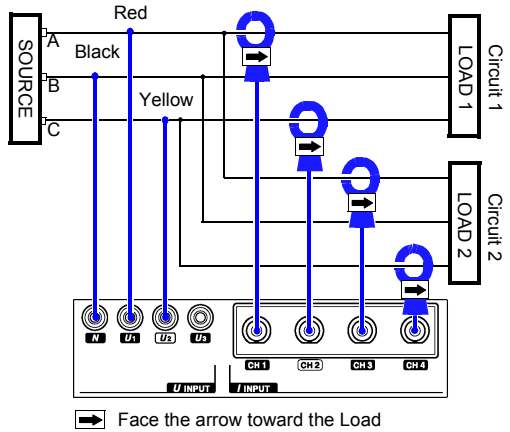 Red
A
Black
B
Yellow
C
SOURCE
LOAD 1
Circuit 1
LOAD 2
Circuit 2
N U1 U2 U3
CH 1 CH 2 CH 3 CH 4
U INPUT I INPUT
Face the arrow toward the Load